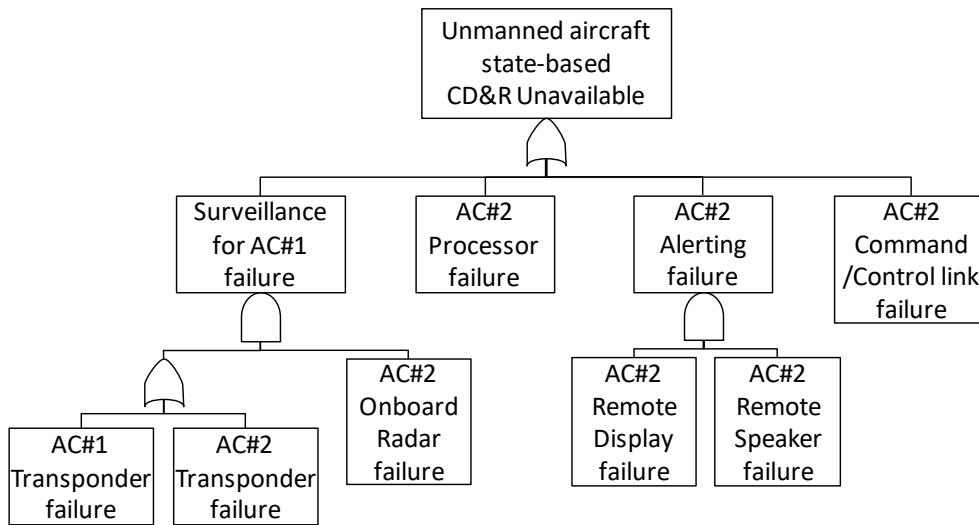 Unmanned aircraft
state-based
CD&R Unavailable
Surveillance
for AC#1
failure
AC#2
Processor
failure
AC#2
Alerting
failure
AC#2
Command
/Control link
failure
AC#1
Transponder
failure
AC#2
Transponder
failure
AC#2
Onboard
Radar
failure
AC#2
Remote
Display
failure
AC#2
Remote
Speaker
failure